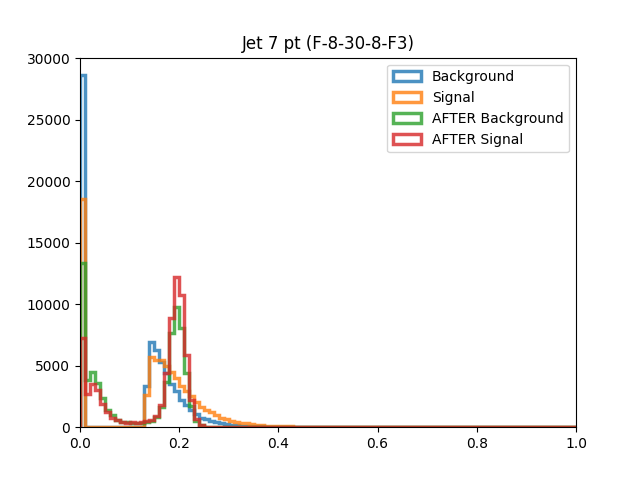 Jet 7 pt (F-8-30-8-F3)
30000
25000
20000
15000
10000
5000
0
Background
Signal
AFTER Background
AFTER Signal
0.0 0.2 0.4 0.6 0.8 1.0